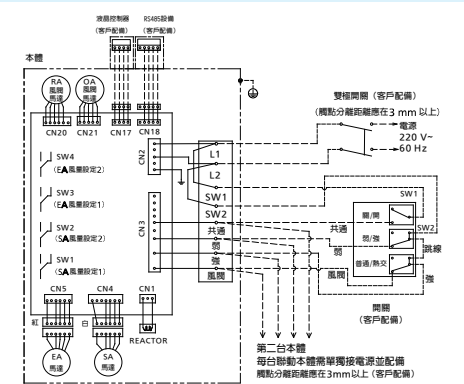 液晶控制器
(客戶配備)
RS485設備
(客戶配備)
本體
RA
風閥
馬達
OA
風閥
馬達
CN20
CN21
CN17
CN18
雙極開關（客戶配備）
(觸點分離距離應在3 mm以上)
電源
220 V~
60 Hz
CN2
L1
L2
SW1
SW2
共通
弱
強
風閥
SW4
(EA風量設定2)
SW3
(EA風量設定1)
SW2
(SA風量設定2)
SW1
(SA風量設定1)
CN3
SW1
關/開
SW2
弱/強
跳線
普通/熱交
共通
弱
風閥
強
開關
(客戶配備)
CN5
CN4
CN1
紅
白
REACTOR
EA
馬達
SA
馬達
第二台本體
每台聯動本體需單獨接電源並配備
觸點分離距離應在3mm以上 (客戶配備)